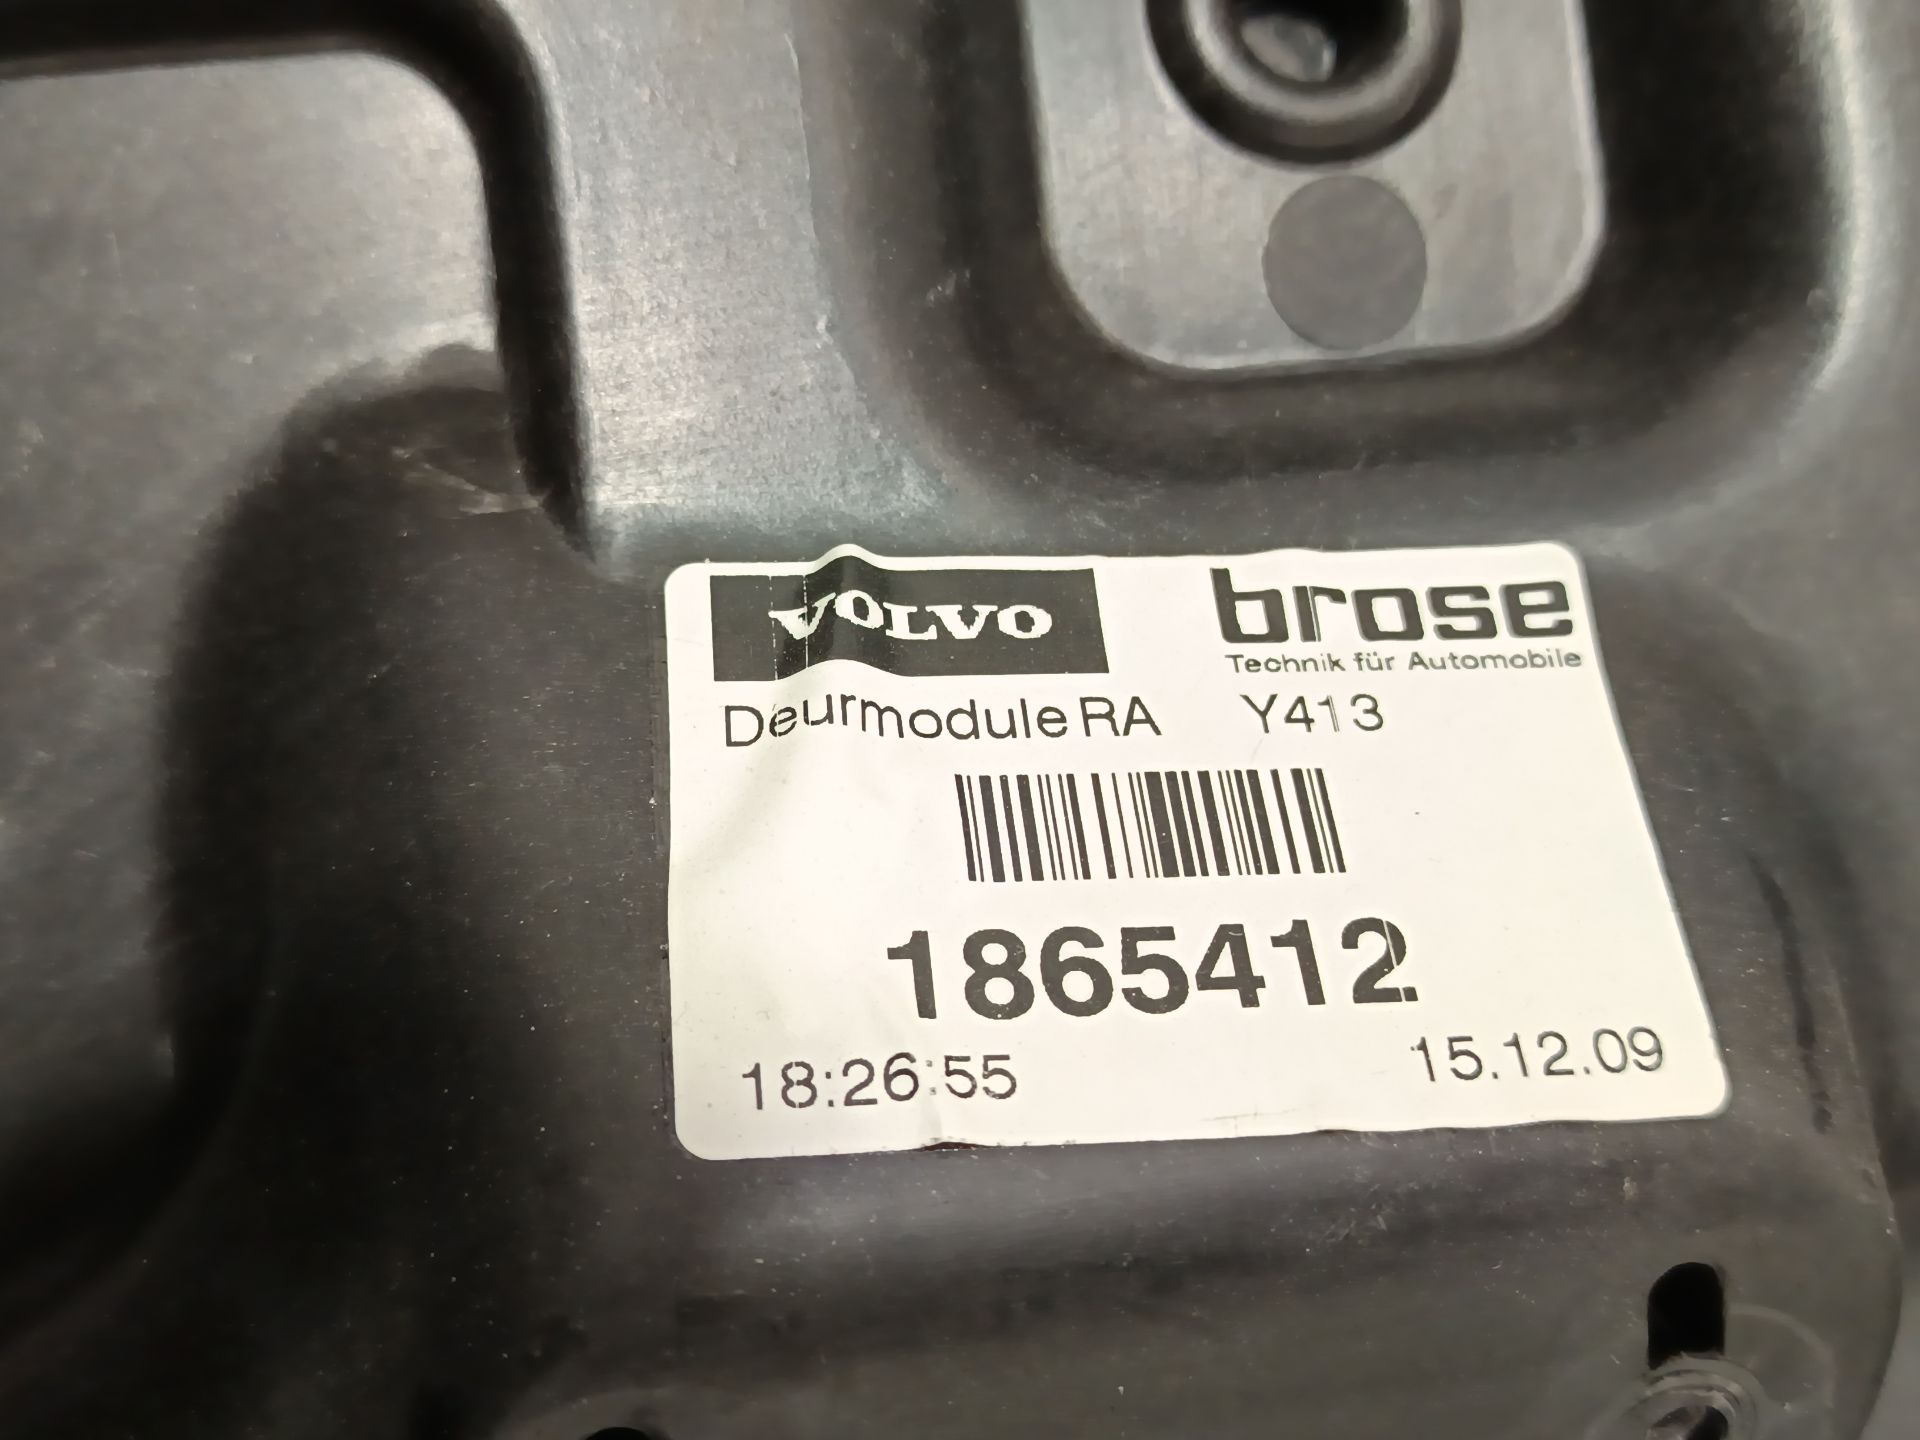 VOLVO brose
Technik für Automobile
Deurmodule RA Y413
1865412
18:26:55 15.12.09